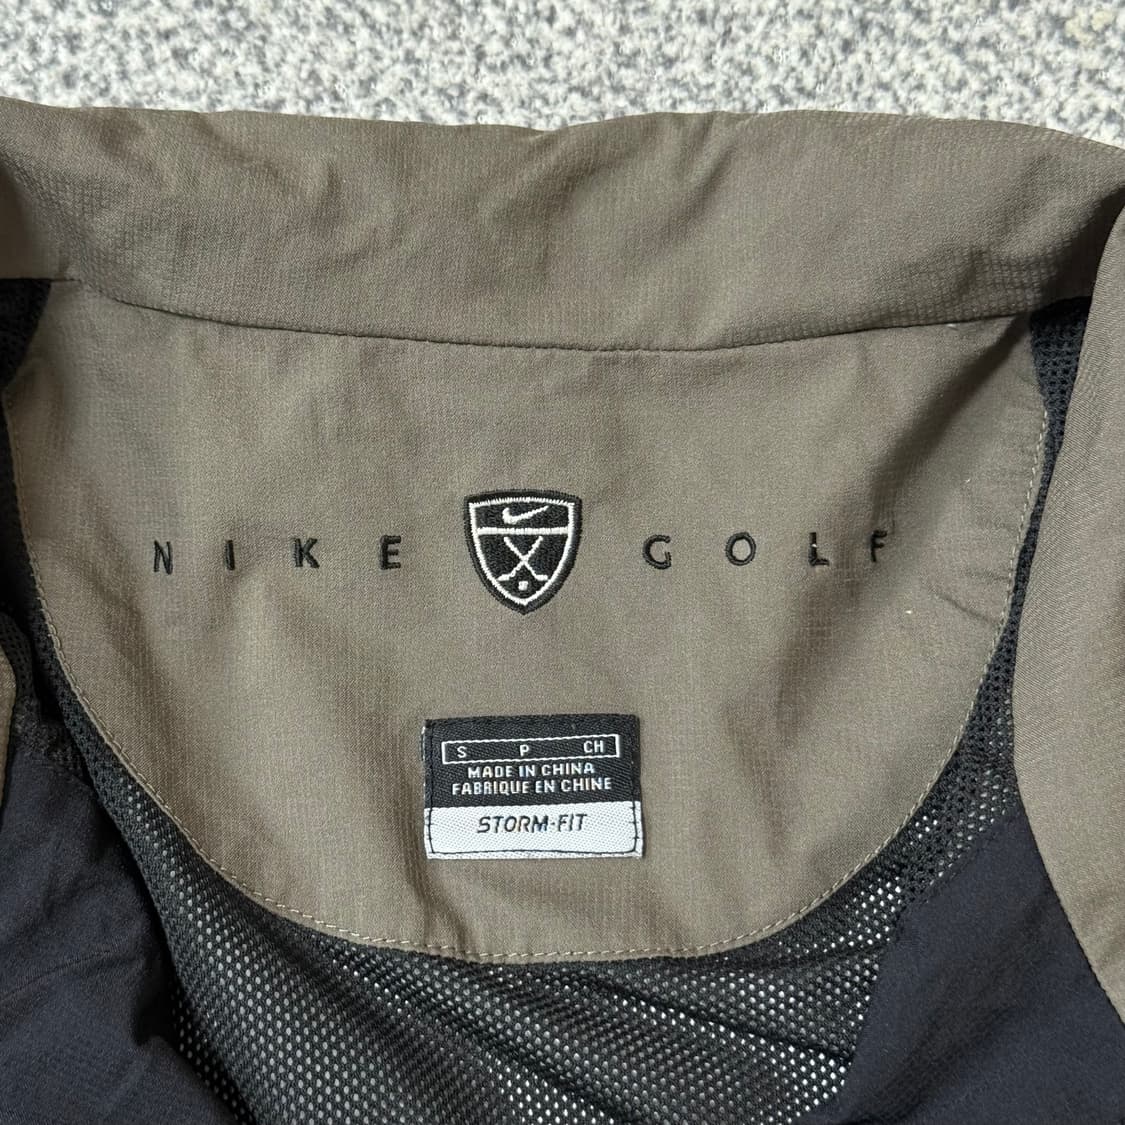 NIKE GOLF
S P CH
MADE IN CHINA
FABRIQUE EN CHINE
STORM-FIT